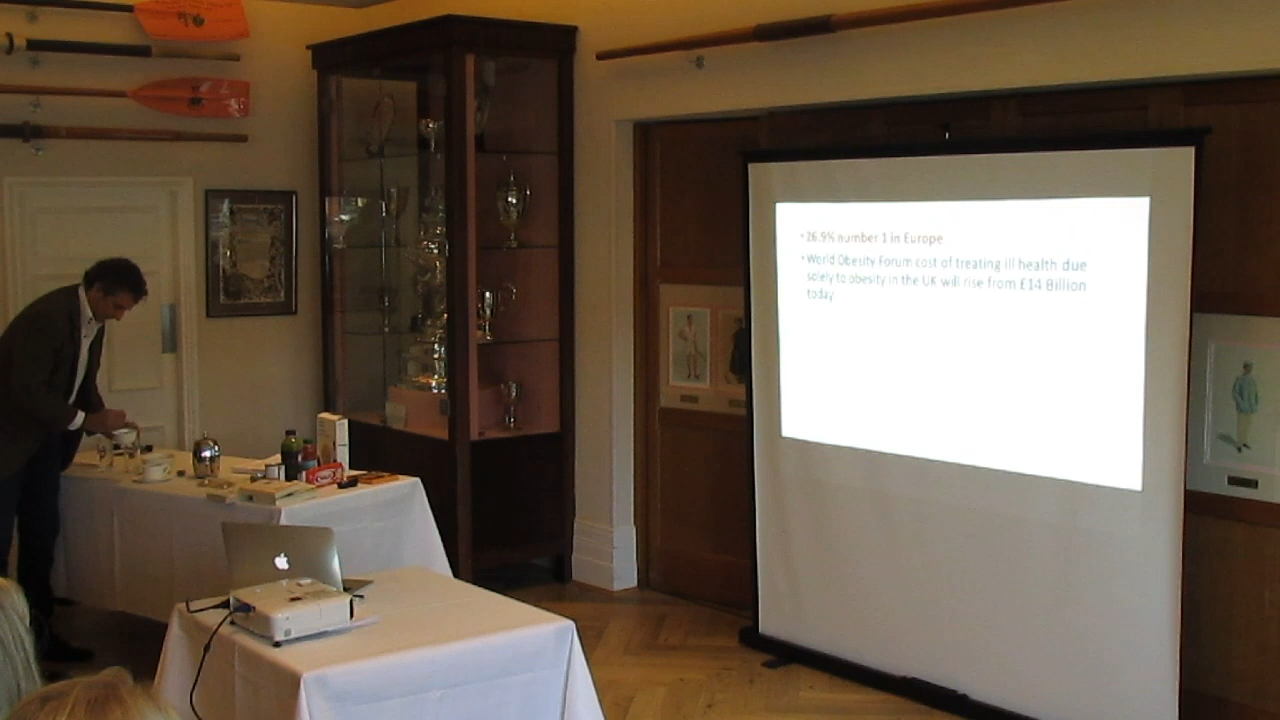 • 26.9% number 1 in Europe
• World Obesity Forum cost of treating ill health due
solely to obesity in the UK will rise from £14 Billion
today